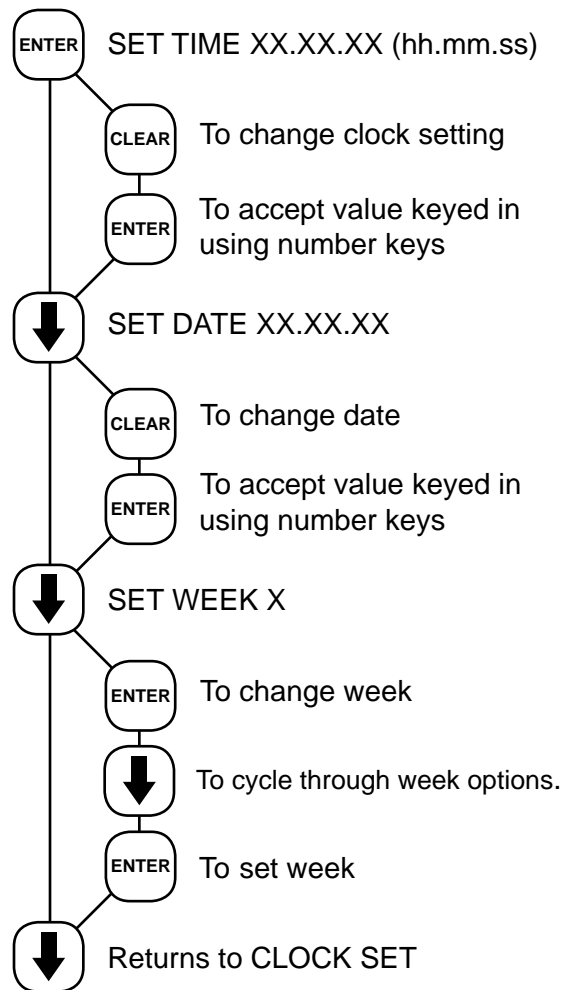 ENTER SET TIME XX.XX.XX (hh.mm.ss)
CLEAR To change clock setting
ENTER To accept value keyed in
using number keys
SET DATE XX.XX.XX
CLEAR To change date
ENTER To accept value keyed in
using number keys
SET WEEK X
ENTER To change week
To cycle through week options.
ENTER To set week
Returns to CLOCK SET